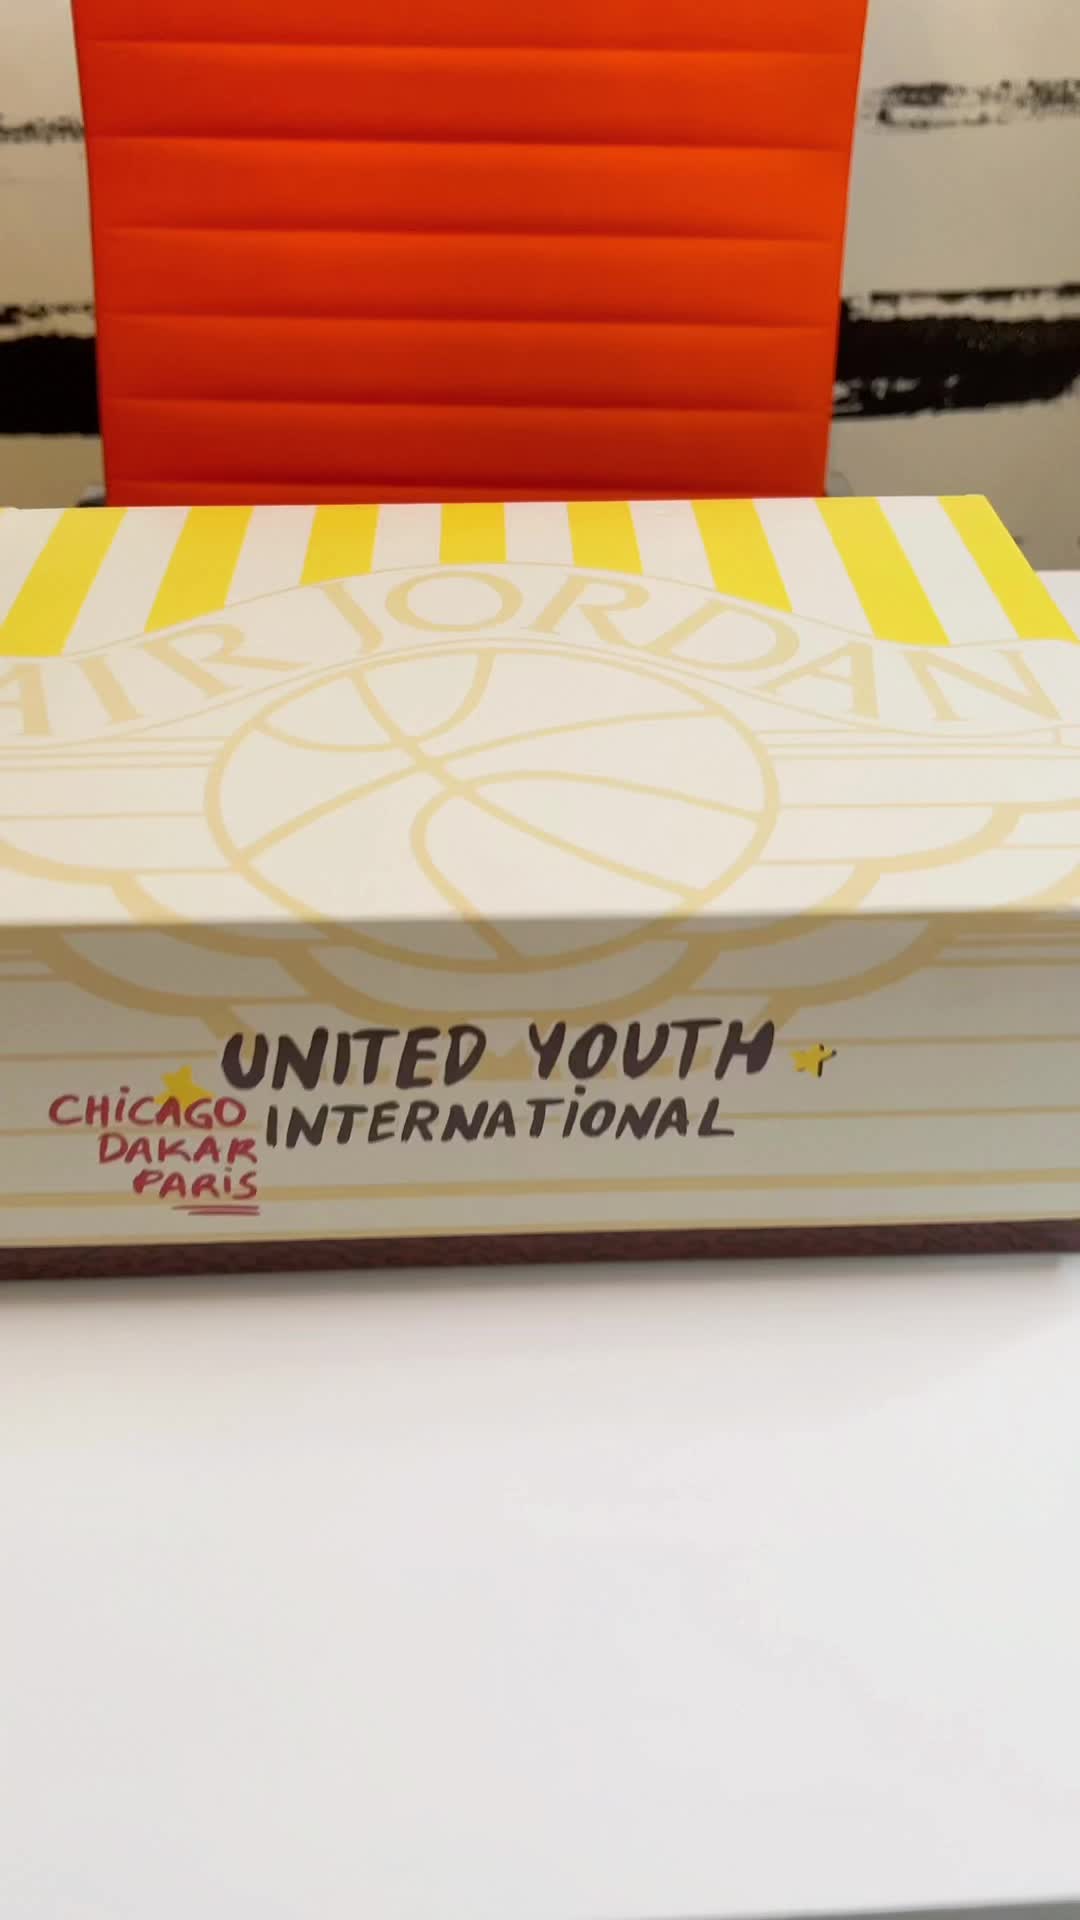 AIR JORDAN
UNITED YOUTH
INTERNATIONAL
CHiCAGO
DAKAR
PARiS